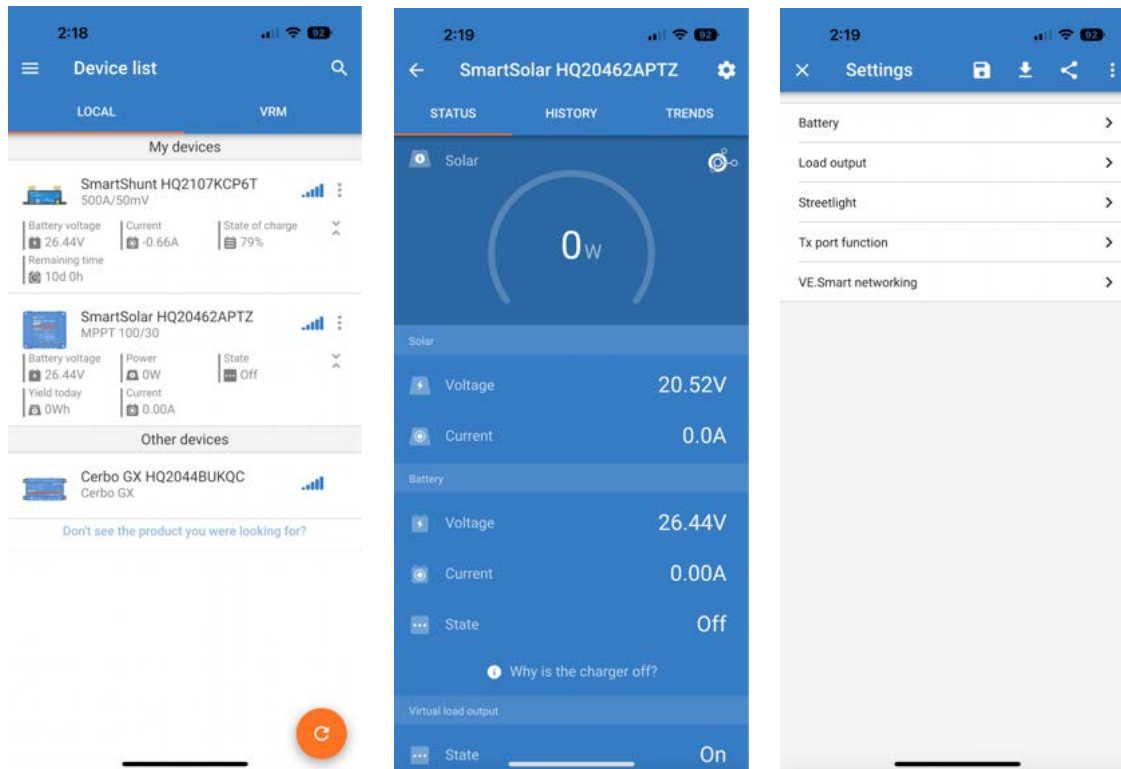 2:18
92
Device list
LOCAL
VRM
My devices
SmartShunt HQ2107KCP6T
500A/50mV
Battery voltage
Current
State of charge
26.44V
-0.66A
79%
Remaining time
10d 0h
SmartSolar HQ20462APTZ
MPPT 100/30
Battery voltage
Power
State
26.44V
0W
Off
Yield today
Current
0Wh
0.00A
Other devices
Cerbo GX HQ2044BUKQC
Cerbo GX
Don't see the product you were looking for?
2:19
92
SmartSolar HQ20462APTZ
STATUS
HISTORY
TRENDS
Solar
0W
Solar
Voltage
20.52V
Current
0.0A
Battery
Voltage
26.44V
Current
0.00A
State
Off
Why is the charger off?
Virtual load output
State
On
2:19
92
Settings
Battery
Load output
Streetlight
Tx port function
VE.Smart networking